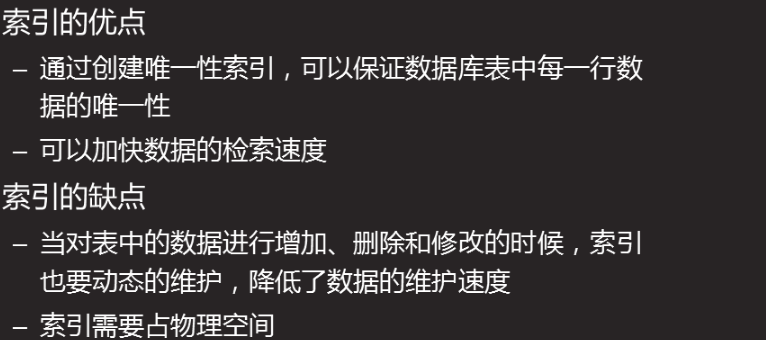 索引的优点
– 通过创建唯一性索引，可以保证数据库表中每一行数
据的唯一性
– 可以加快数据的检索速度
索引的缺点
– 当对表中的数据进行增加、删除和修改的时候，索引
也要动态的维护，降低了数据的维护速度
– 索引需要占物理空间